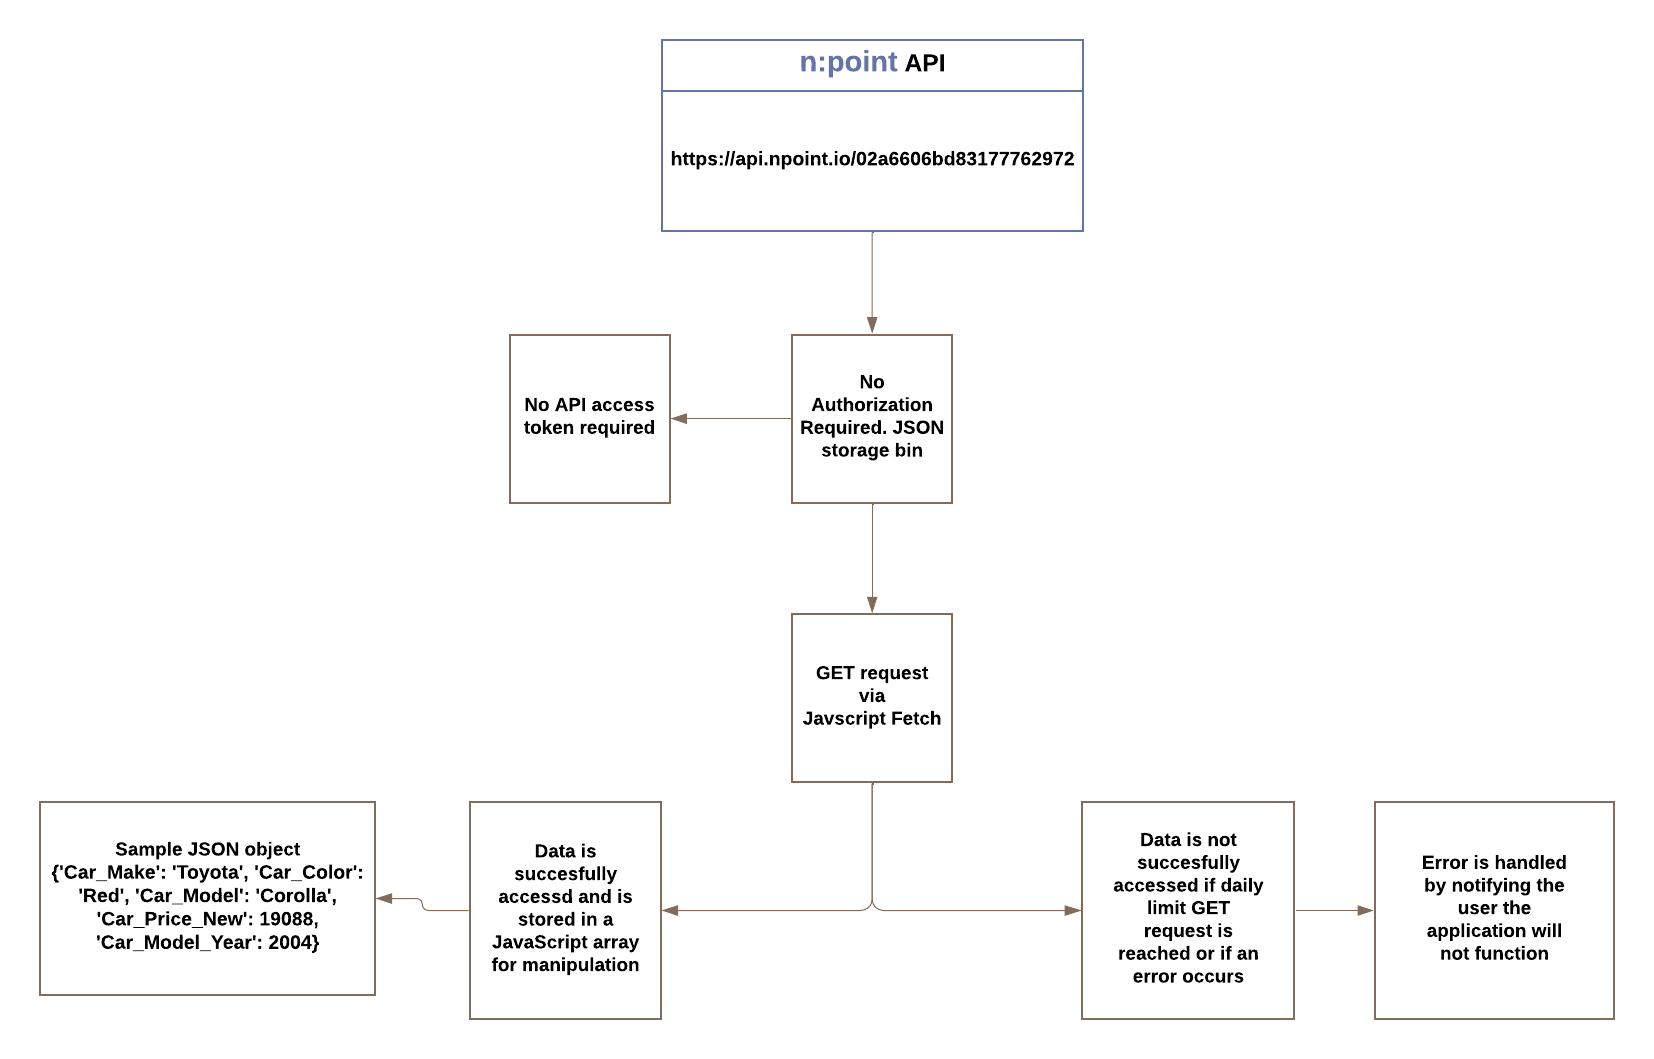 n:point API
https://api.npoint.io/02a6606bd83177762972
No API access
token required
No
Authorization
Required. JSON
storage bin
GET request
via
Javscript Fetch
Sample JSON object
{'Car_Make': 'Toyota', 'Car_Color':
'Red', 'Car_Model': 'Corolla',
'Car_Price_New': 19088,
'Car_Model_Year': 2004}
Data is
succesfully
accessd and is
stored in a
JavaScript array
for manipulation
Data is not
succesfully
accessed if daily
limit GET
request is
reached or if an
error occurs
Error is handled
by notifying the
user the
application will
not function